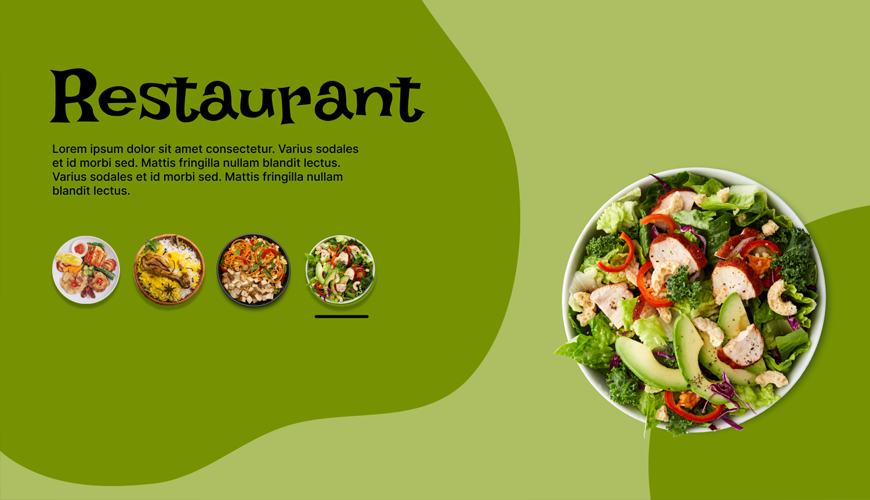 Restaurant
Lorem ipsum dolor sit amet consectetur. Varius sodales
et id morbi sed. Mattis fringilla nullam blandit lectus.
Varius sodales et id morbi sed. Mattis fringilla nullam
blandit lectus.